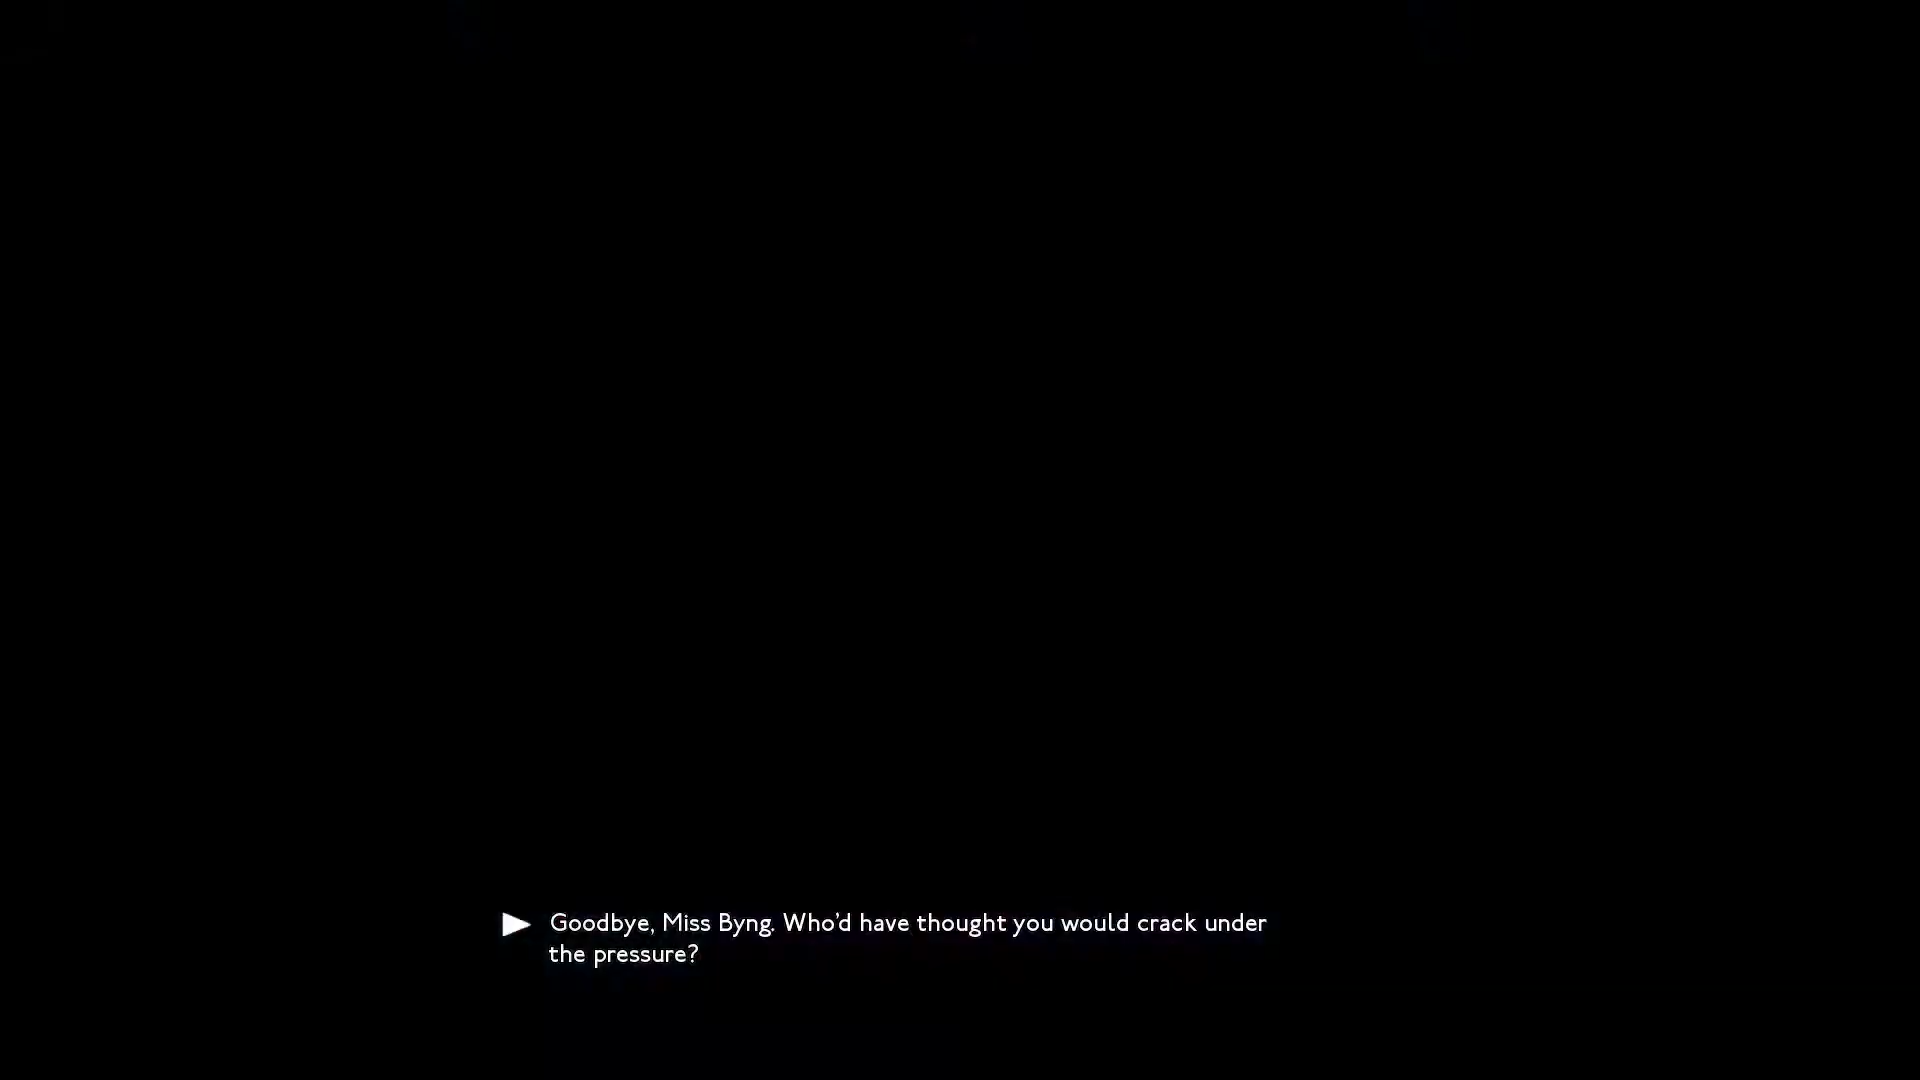 Goodbye, Miss Byng. Who’d have thought you would crack under
the pressure?